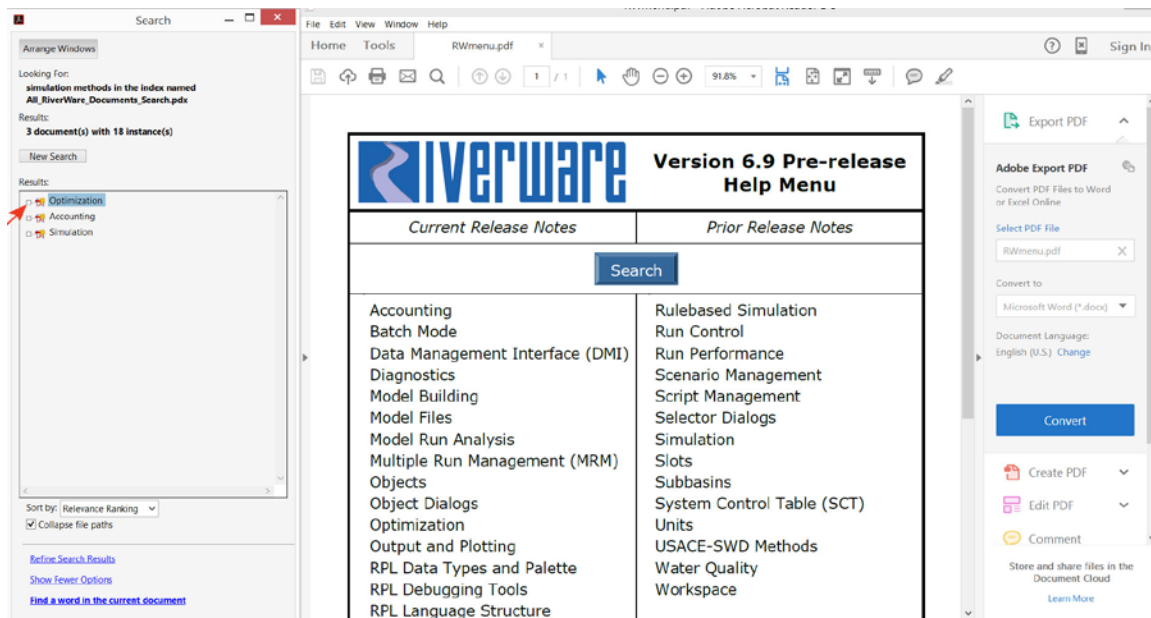 Search
Arrange Windows
Looking For:
simulation methods in the index named
All_RiverWare_Documents_Search.pdx
Results:
3 document(s) with 18 instance(s)
New Search
Results:
Optimization
Accounting
Simulation
Sort by: Relevance Ranking
Collapse file paths
Refine Search Results
Show Fewer Options
Find a word in the current document
File Edit View Window Help
Home Tools RWmenu.pdf ×
Sign In
1 / 1 91.8%
RIVERWARE
Version 6.9 Pre-release
Help Menu
Current Release Notes
Prior Release Notes
Search
Accounting
Batch Mode
Data Management Interface (DMI)
Diagnostics
Model Building
Model Files
Model Run Analysis
Multiple Run Management (MRM)
Objects
Object Dialogs
Optimization
Output and Plotting
RPL Data Types and Palette
RPL Debugging Tools
RPL Language Structure
Rulebased Simulation
Run Control
Run Performance
Scenario Management
Script Management
Selector Dialogs
Simulation
Slots
Subbasins
System Control Table (SCT)
Units
USACE-SWD Methods
Water Quality
Workspace
Export PDF
Adobe Export PDF
Convert PDF Files to Word
or Excel Online
Select PDF File
RWmenu.pdf
Convert to
Microsoft Word (*.docx)
Document Language:
English (U.S.) Change
Convert
Create PDF
Edit PDF
Comment
Store and share files in the
Document Cloud
Learn More